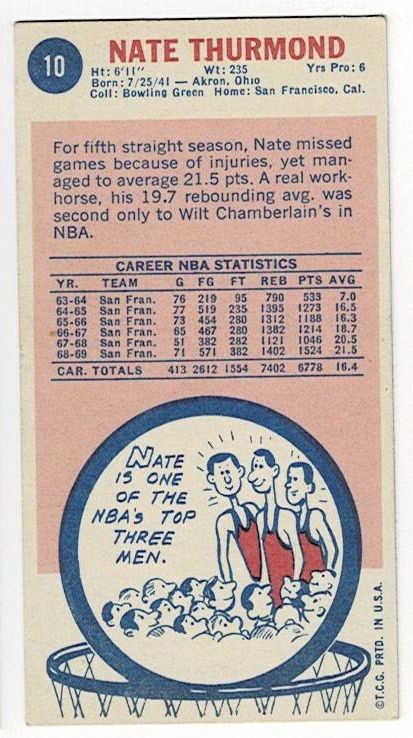 10
NATE THURMOND
Ht: 6'11" Wt: 235 Yrs Pro: 6
Born: 7/25/41 — Akron, Ohio
Coll: Bowling Green Home: San Francisco, Cal.
For fifth straight season, Nate missed
games because of injuries, yet man-
aged to average 21.5 pts. A real work-
horse, his 19.7 rebounding avg. was
second only to Wilt Chamberlain's in
NBA.
CAREER NBA STATISTICS
YR. TEAM G FG FT REB PTS AVG
63-64 San Fran. 76 219 95 790 533 7.0
64-65 San Fran. 77 519 235 1395 1273 16.5
65-66 San Fran. 73 454 280 1312 1188 16.3
66-67 San Fran. 65 467 280 1382 1214 18.7
67-68 San Fran. 51 382 282 1121 1046 20.5
68-69 San Fran. 71 571 382 1402 1524 21.5
CAR. TOTALS 413 2612 1554 7402 6778 16.4
NATE
IS ONE
OF THE
NBA'S TOP
THREE
MEN.
©T.C.G. PRTD. IN U.S.A.